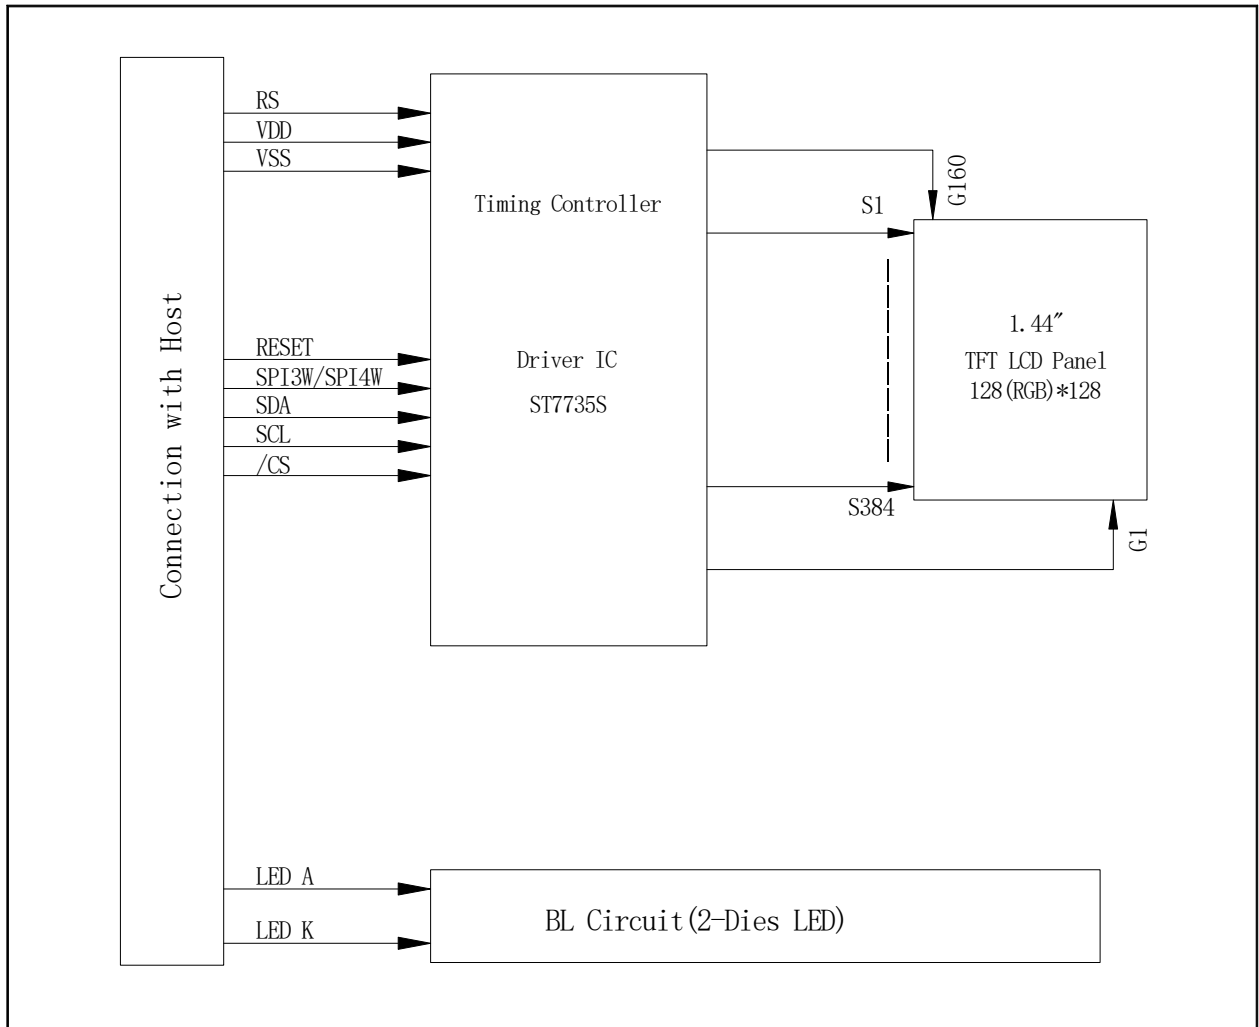 Connection with Host
RS
VDD
VSS
RESET
SPI3W/SPI4W
SDA
SCL
/CS
LED A
LED K
Timing Controller
Driver IC
ST7735S
G160
S1
S384
G1
1.44"
TFT LCD Panel
128(RGB)*128
BL Circuit(2-Dies LED)